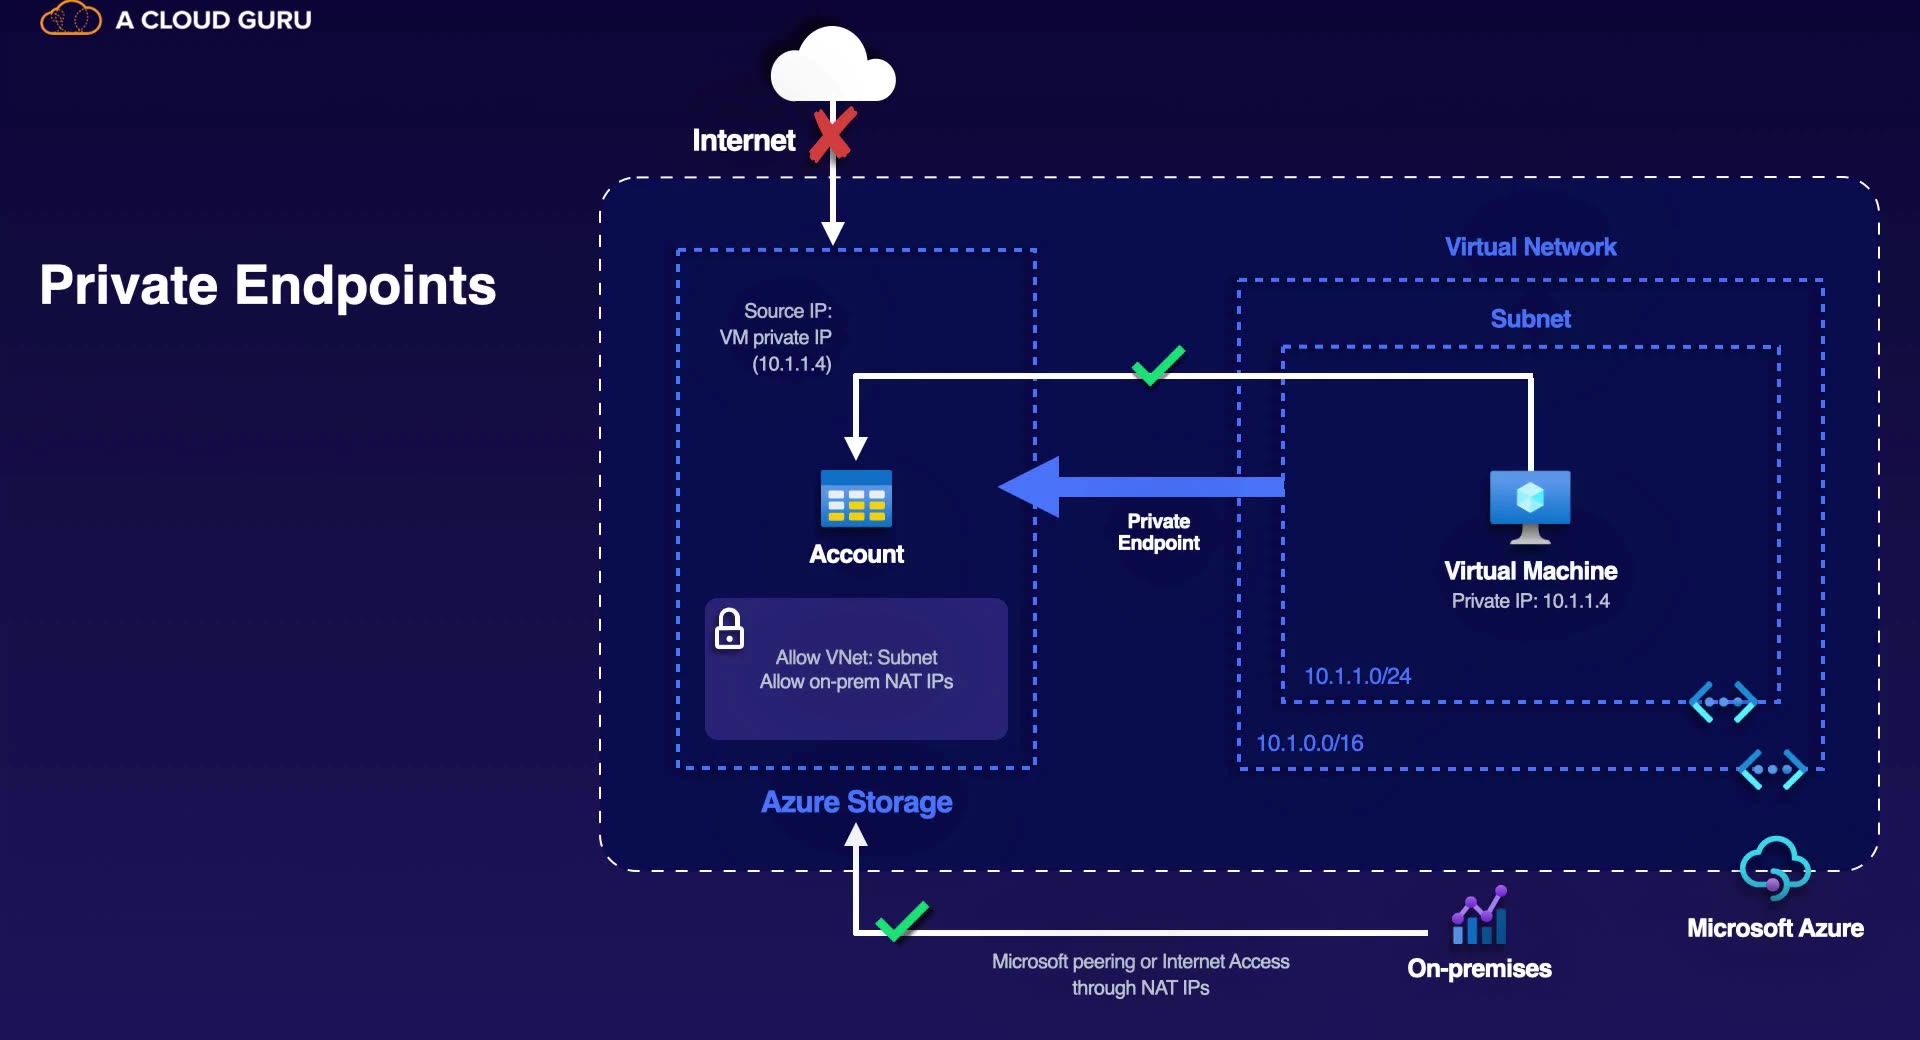 A CLOUD GURU
Internet
Private Endpoints
Virtual Network
Subnet
Source IP:
VM private IP
(10.1.1.4)
Account
Private
Endpoint
Virtual Machine
Private IP: 10.1.1.4
Allow VNet: Subnet
Allow on-prem NAT IPs
10.1.1.0/24
10.1.0.0/16
Azure Storage
Microsoft Azure
On-premises
Microsoft peering or Internet Access
through NAT IPs